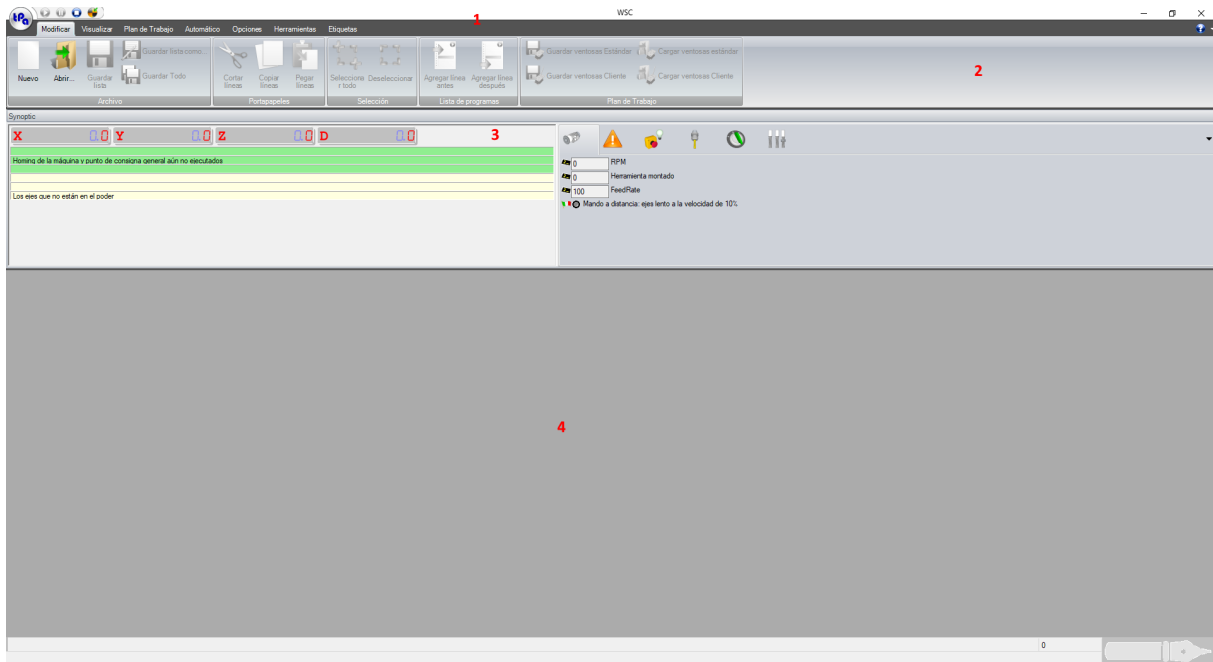 tPa
WSC
1
Modificar Visualizar Plan de Trabajo Automático Opciones Herramientas Etiquetas
Nuevo
Abrir...
Guardar lista
Guardar lista como...
Guardar Todo
Archivo
Cortar líneas
Copiar líneas
Pegar líneas
Portapapeles
Selecciona r todo
Deseleccionar
Selección
Agregar línea antes
Agregar línea después
Lista de programas
Guardar ventosas Estándar
Cargar ventosas estándar
Guardar ventosas Cliente
Cargar ventosas Cliente
Plan de Trabajo
2
Synoptic
X 0.0 Y 0.0 Z 0.0 D 0.0
3
Homing de la máquina y punto de consigna general aún no ejecutados
Los ejes que no están en el poder
0 RPM
0 Herramienta montado
100 FeedRate
Mando a distancia: ejes lento a la velocidad de 10%
4
0